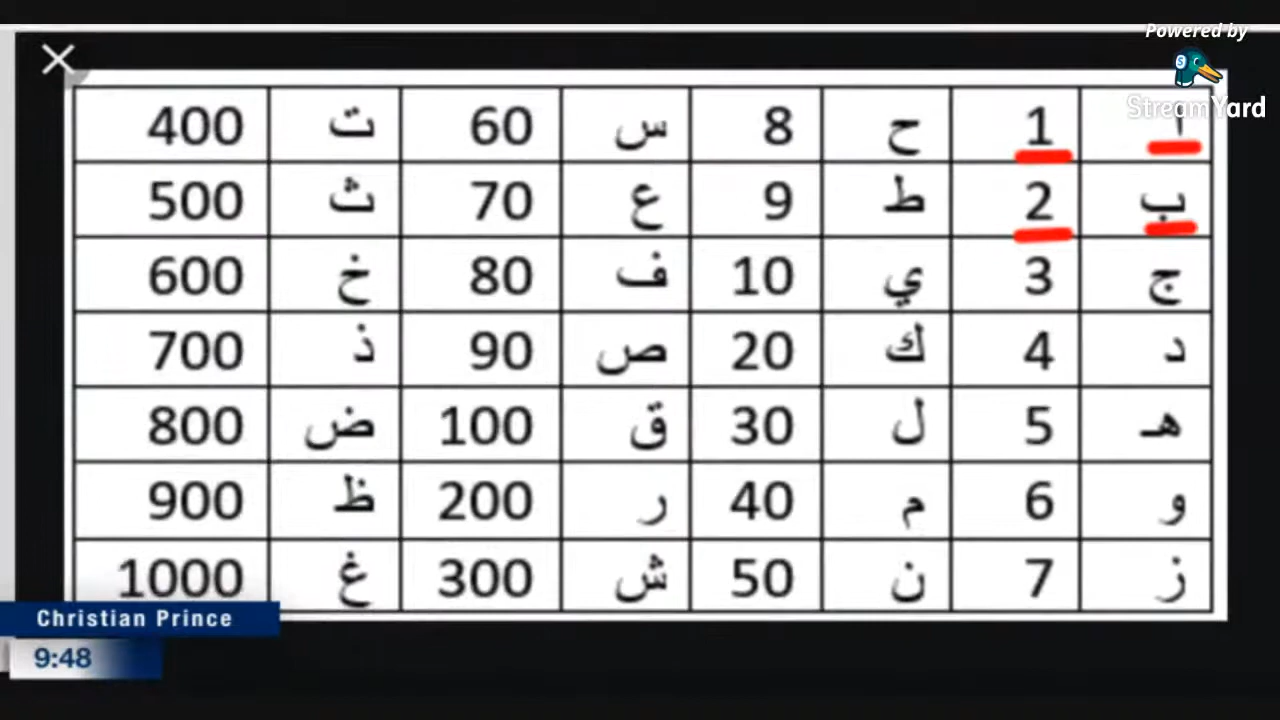 Powered by
StreamYard
ا 1 ح 8 س 60 ت 400
ب 2 ط 9 ع 70 ث 500
ج 3 ي 10 ف 80 خ 600
د 4 ك 20 ص 90 ذ 700
هـ 5 ل 30 ق 100 ض 800
و 6 م 40 ر 200 ظ 900
ز 7 ن 50 ش 300 غ 1000
Christian Prince
9:48